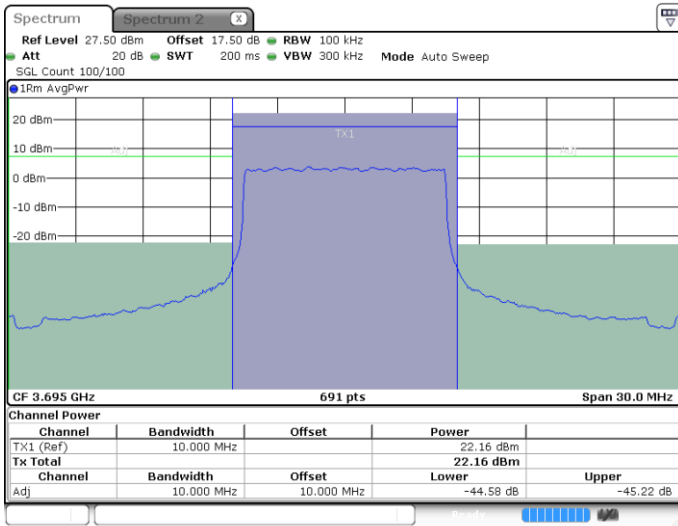 Spectrum Spectrum 2 X
Ref Level 27.50 dBm Offset 17.50 dB RBW 100 kHz
Att 20 dB SWT 200 ms VBW 300 kHz Mode Auto Sweep
SGL Count 100/100
1Rm AvgPwr
20 dBm
TX1
10 dBm Adj Adj
0 dBm
-10 dBm
-20 dBm
CF 3.695 GHz 691 pts Span 30.0 MHz
Channel Power
Channel Bandwidth Offset Power
TX1 (Ref) 10.000 MHz 22.16 dBm
Tx Total 22.16 dBm
Channel Bandwidth Offset Lower Upper
Adj 10.000 MHz 10.000 MHz -44.58 dB -45.22 dB
Ready